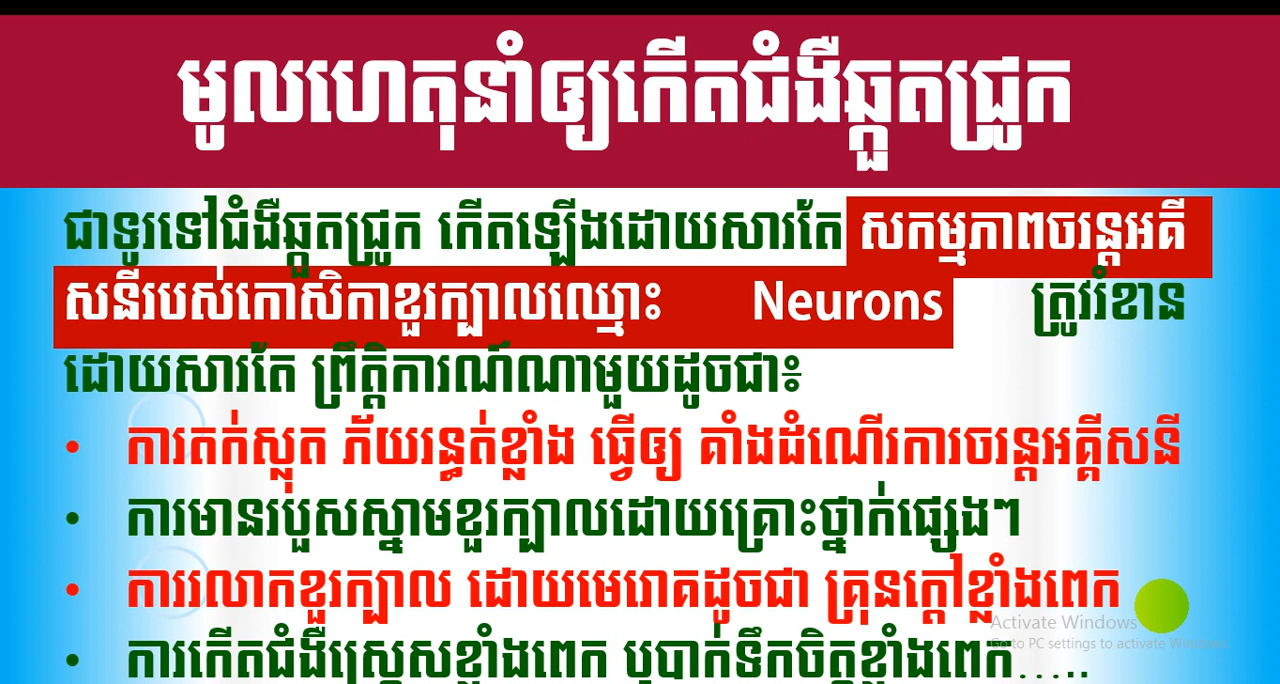 មូលហេតុនាំឲ្យកើតជំងឺឆ្កួតជ្រូក
ជាទូរទៅជំងឺឆ្កួតជ្រូក កើតឡើងដោយសារតែ សកម្មភាពចរន្តអគី
សនីរបស់កោសិកាខួរក្បាលឈ្មោះ Neurons ត្រូវរំខាន
ដោយសារតែ ព្រឹត្តិការណ៍ណាមួយដូចជា៖
• ការតក់ស្លុត ភ័យរន្ធត់ខ្លាំង ធ្វើឲ្យ គាំងដំណើរការចរន្តអគ្គីសនី
• ការមានរបួសស្នាមខួរក្បាលដោយគ្រោះថ្នាក់ផ្សេងៗ
• ការរលាកខួរក្បាល ដោយមេរោគដូចជា គ្រុនក្តៅខ្លាំងពេក
• ការកើតជំងឺស្ត្រេសខ្លាំងពេក ឬបាក់ទឹកចិត្តខ្លាំងពេក…..
Activate Windows
Go to PC settings to activate Windows.